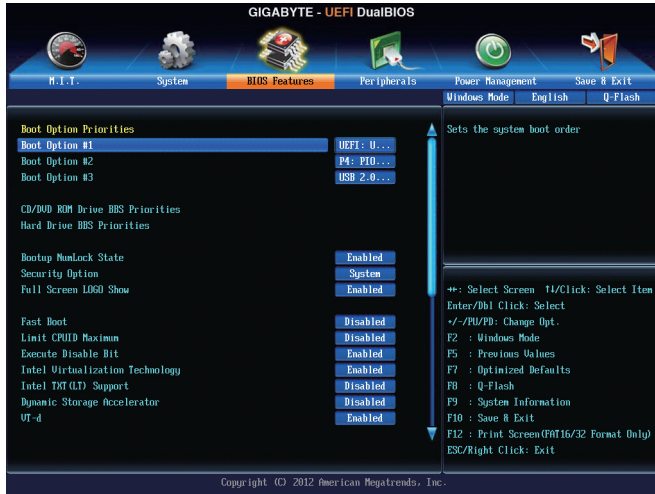 GIGABYTE - UEFI DualBIOS
M.I.T.
System
BIOS Features
Peripherals
Power Management
Save & Exit
Windows Mode
English
Q-Flash
Boot Option Priorities
Boot Option #1 UEFI: U...
Boot Option #2 P4: PIO...
Boot Option #3 USB 2.0...
CD/DVD ROM Drive BBS Priorities
Hard Drive BBS Priorities
Bootup NumLock State Enabled
Security Option System
Full Screen LOGO Show Enabled
Fast Boot Disabled
Limit CPUID Maximum Disabled
Execute Disable Bit Enabled
Intel Virtualization Technology Enabled
Intel TXT(LT) Support Disabled
Dynamic Storage Accelerator Disabled
VT-d Enabled
Sets the system boot order
→←: Select Screen ↑↓/Click: Select Item
Enter/Dbl Click: Select
+/-/PU/PD: Change Opt.
F2 : Windows Mode
F5 : Previous Values
F7 : Optimized Defaults
F8 : Q-Flash
F9 : System Information
F10 : Save & Exit
F12 : Print Screen(FAT16/32 Format Only)
ESC/Right Click: Exit
Copyright (C) 2012 American Megatrends, Inc.